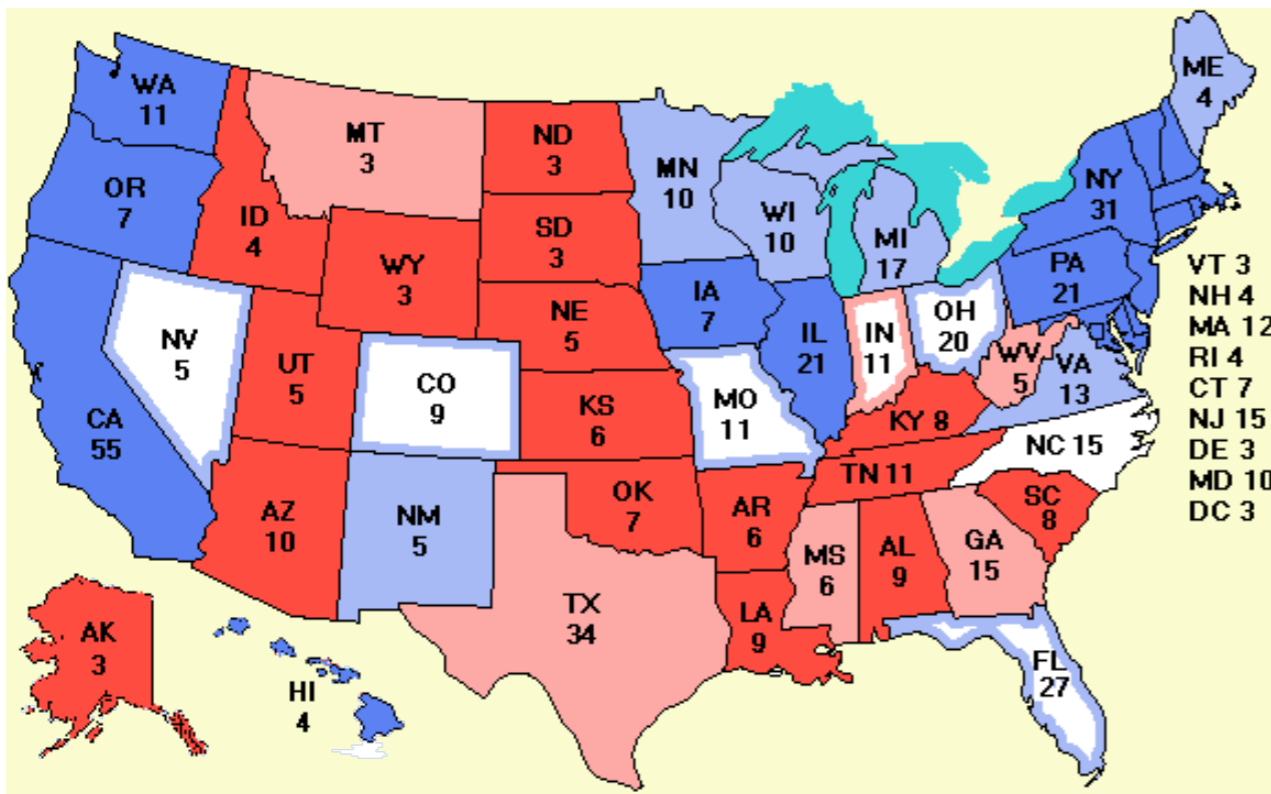 WA
11
OR
7
CA
55
NV
5
ID
4
MT
3
WY
3
UT
5
AZ
10
CO
9
NM
5
ND
3
SD
3
NE
5
KS
6
OK
7
TX
34
MN
10
IA
7
MO
11
AR
6
LA
9
WI
10
IL
21
MI
17
IN
11
OH
20
KY 8
TN 11
MS
6
AL
9
GA
15
FL
27
SC
8
NC 15
VA
13
WV
5
PA
21
NY
31
ME
4
VT 3
NH 4
MA 12
RI 4
CT 7
NJ 15
DE 3
MD 10
DC 3
AK
3
HI
4